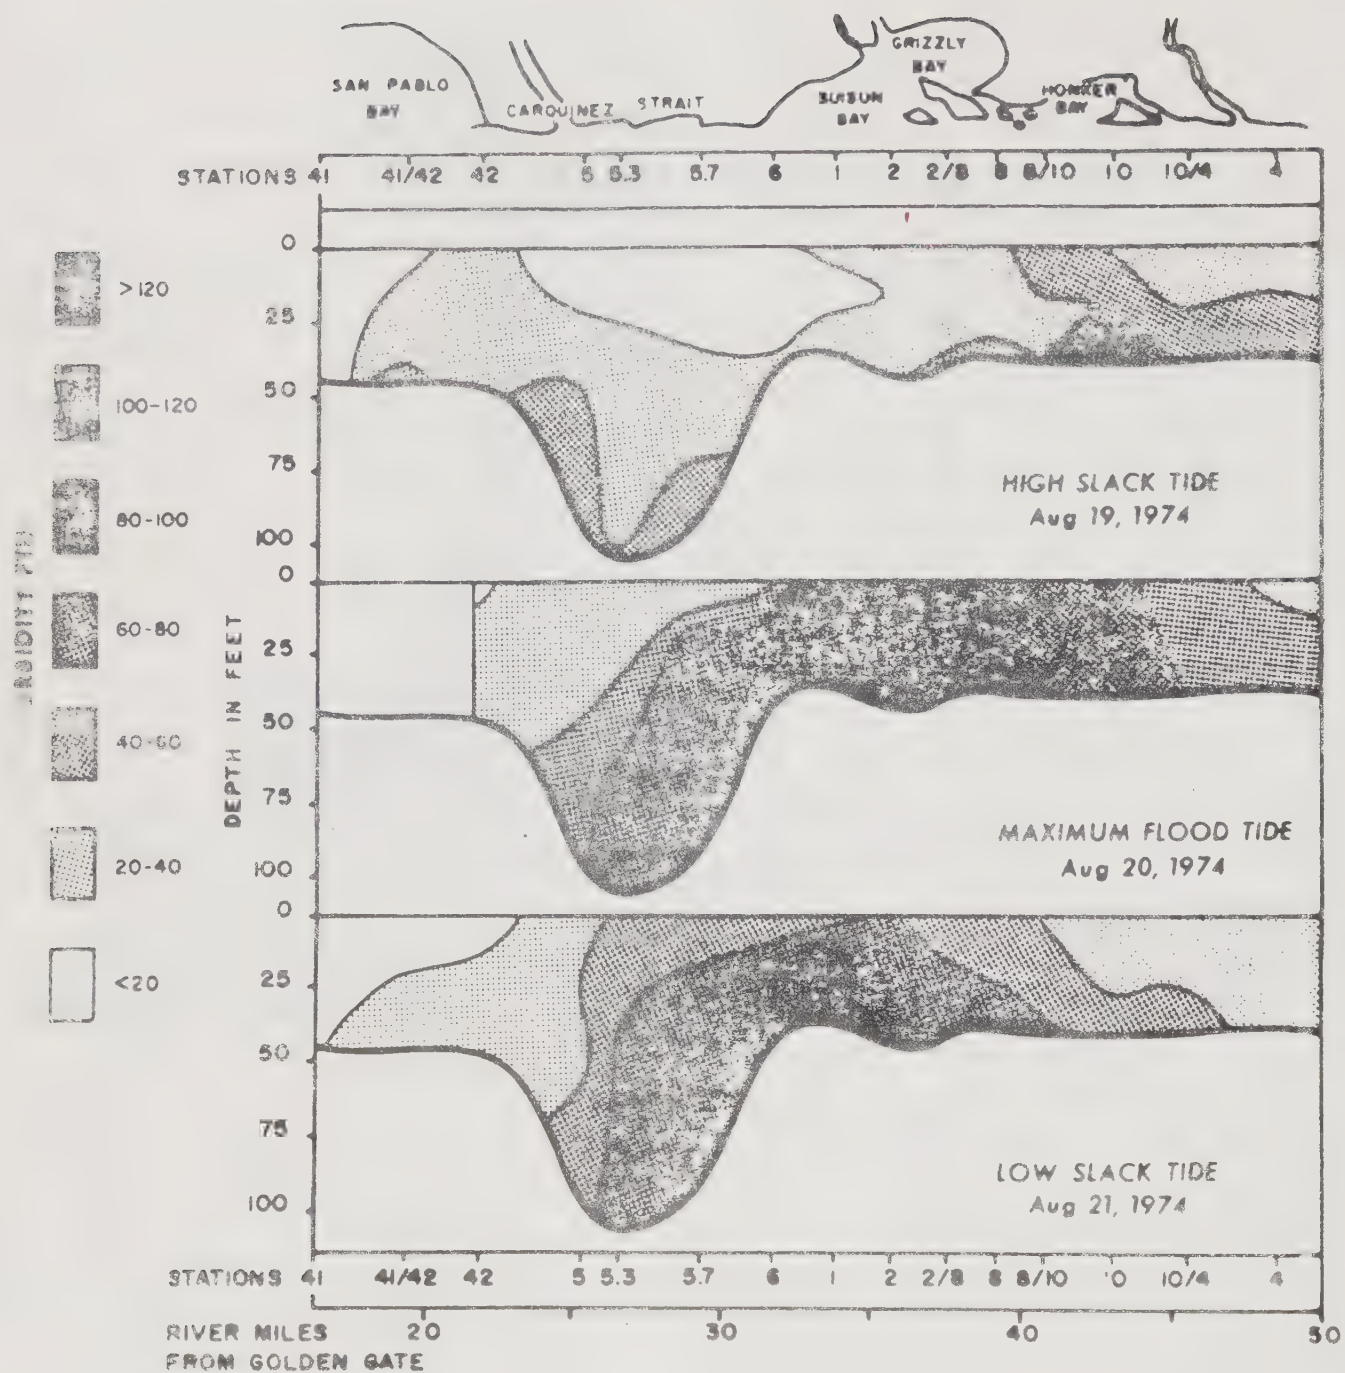 SAN PABLO
BAY
CARQUINEZ STRAIT
GRIZZLY
BAY
SUISUN
BAY
HONKER
BAY
STATIONS 41 41/42 42 5 5.3 5.7 6 1 2 2/8 8 8/10 10 10/4 4
0
25
50
75
100
HIGH SLACK TIDE
Aug 19, 1974
>120
100-120
80-100
60-80
40-60
20-40
<20
DEPTH IN FEET
0
25
50
75
100
MAXIMUM FLOOD TIDE
Aug 20, 1974
0
25
50
75
100
LOW SLACK TIDE
Aug 21, 1974
STATIONS 41 41/42 42 5 5.3 5.7 6 1 2 2/8 8 8/10 10/4 4
RIVER MILES 20 30 40 50
FROM GOLDEN GATE